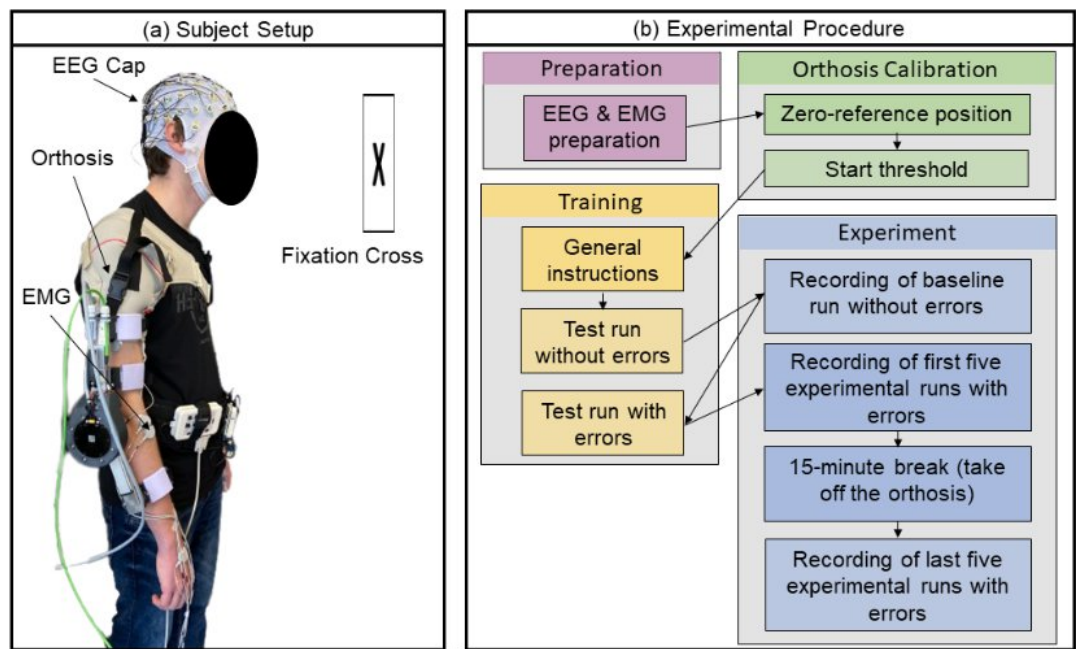 (a) Subject Setup
EEG Cap
Orthosis
EMG
X
Fixation Cross
(b) Experimental Procedure
Preparation
EEG & EMG
preparation
Orthosis Calibration
Zero-reference position
Start threshold
Training
General
instructions
Test run
without errors
Test run with
errors
Experiment
Recording of baseline
run without errors
Recording of first five
experimental runs with
errors
15-minute break (take
off the orthosis)
Recording of last five
experimental runs with
errors